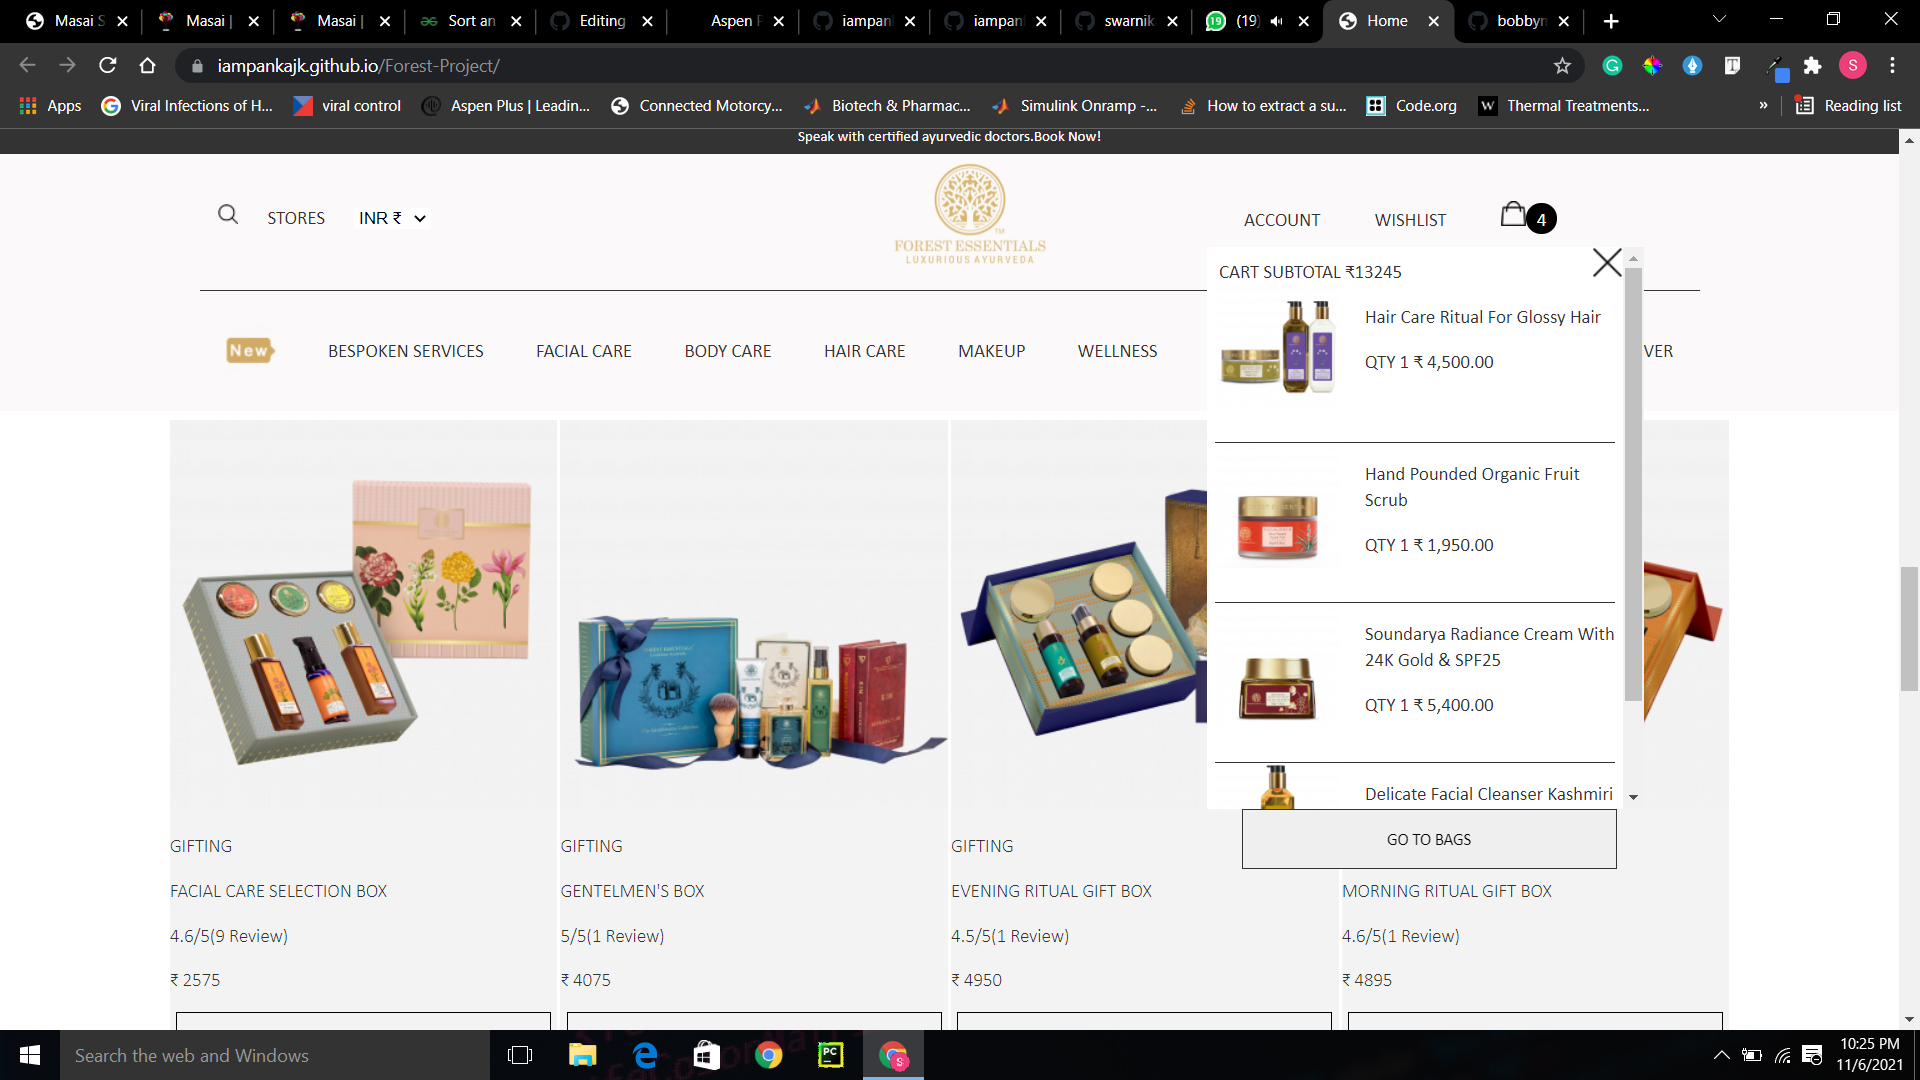 Masai S
Masai |
Masai |
Sort an
Editing
Aspen P
iampan
iampan
swarnik
(19)
Home
bobbyn
iampankajk.github.io/Forest-Project/
Apps
Viral Infections of H...
viral control
Aspen Plus | Leadin...
Connected Motorcy...
Biotech & Pharmac...
Simulink Onramp -...
How to extract a su...
Code.org
Thermal Treatments...
»
Reading list
Speak with certified ayurvedic doctors.Book Now!
STORES
INR ₹
FOREST ESSENTIALS
LUXURIOUS AYURVEDA
ACCOUNT
WISHLIST
4
New
BESPOKEN SERVICES
FACIAL CARE
BODY CARE
HAIR CARE
MAKEUP
WELLNESS
VER
CART SUBTOTAL ₹13245
Hair Care Ritual For Glossy Hair
QTY 1 ₹ 4,500.00
Hand Pounded Organic Fruit
Scrub
QTY 1 ₹ 1,950.00
Soundarya Radiance Cream With
24K Gold & SPF25
QTY 1 ₹ 5,400.00
Delicate Facial Cleanser Kashmiri
GO TO BAGS
GIFTING
FACIAL CARE SELECTION BOX
4.6/5(9 Review)
₹ 2575
GIFTING
GENTELMEN'S BOX
5/5(1 Review)
₹ 4075
GIFTING
EVENING RITUAL GIFT BOX
4.5/5(1 Review)
₹ 4950
MORNING RITUAL GIFT BOX
4.6/5(1 Review)
₹ 4895
Search the web and Windows
10:25 PM
11/6/2021